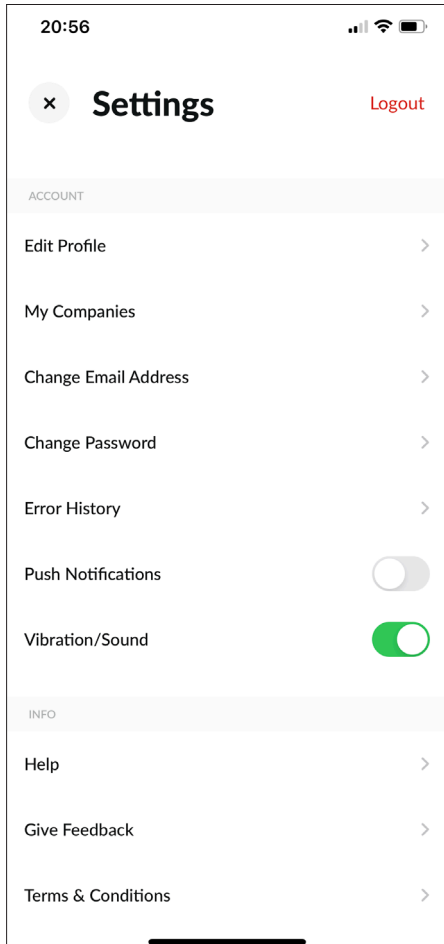 20:56
Settings
Logout
ACCOUNT
Edit Profile
My Companies
Change Email Address
Change Password
Error History
Push Notifications
Vibration/Sound
INFO
Help
Give Feedback
Terms & Conditions